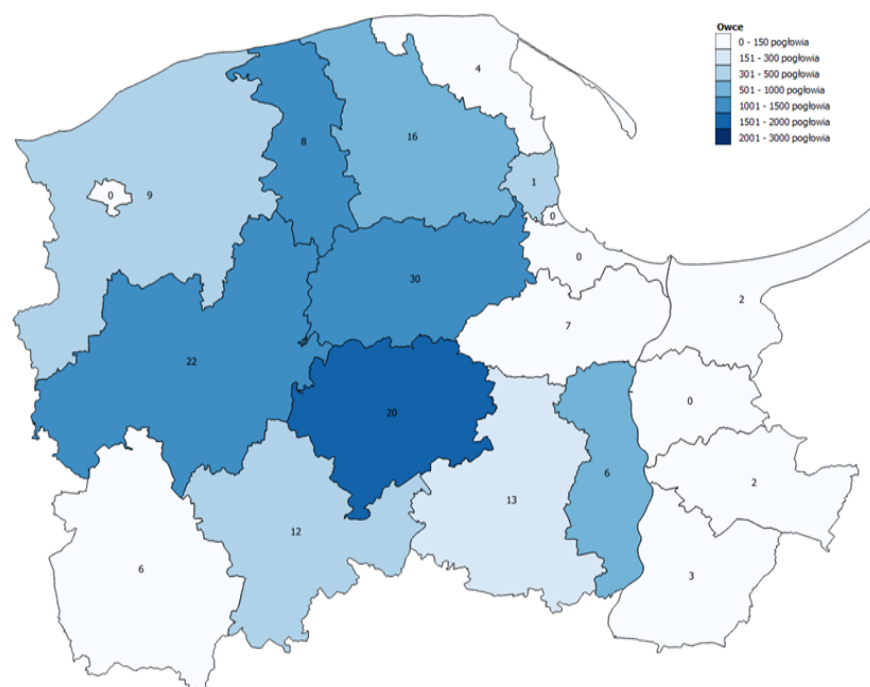 Owce
0 - 150 pogłowia
151 - 300 pogłowia
301 - 500 pogłowia
501 - 1000 pogłowia
1001 - 1500 pogłowia
1501 - 2000 pogłowia
2001 - 3000 pogłowia
4
8
16
1
0
9
0
0
30
2
7
22
0
20
6
2
13
12
6
3